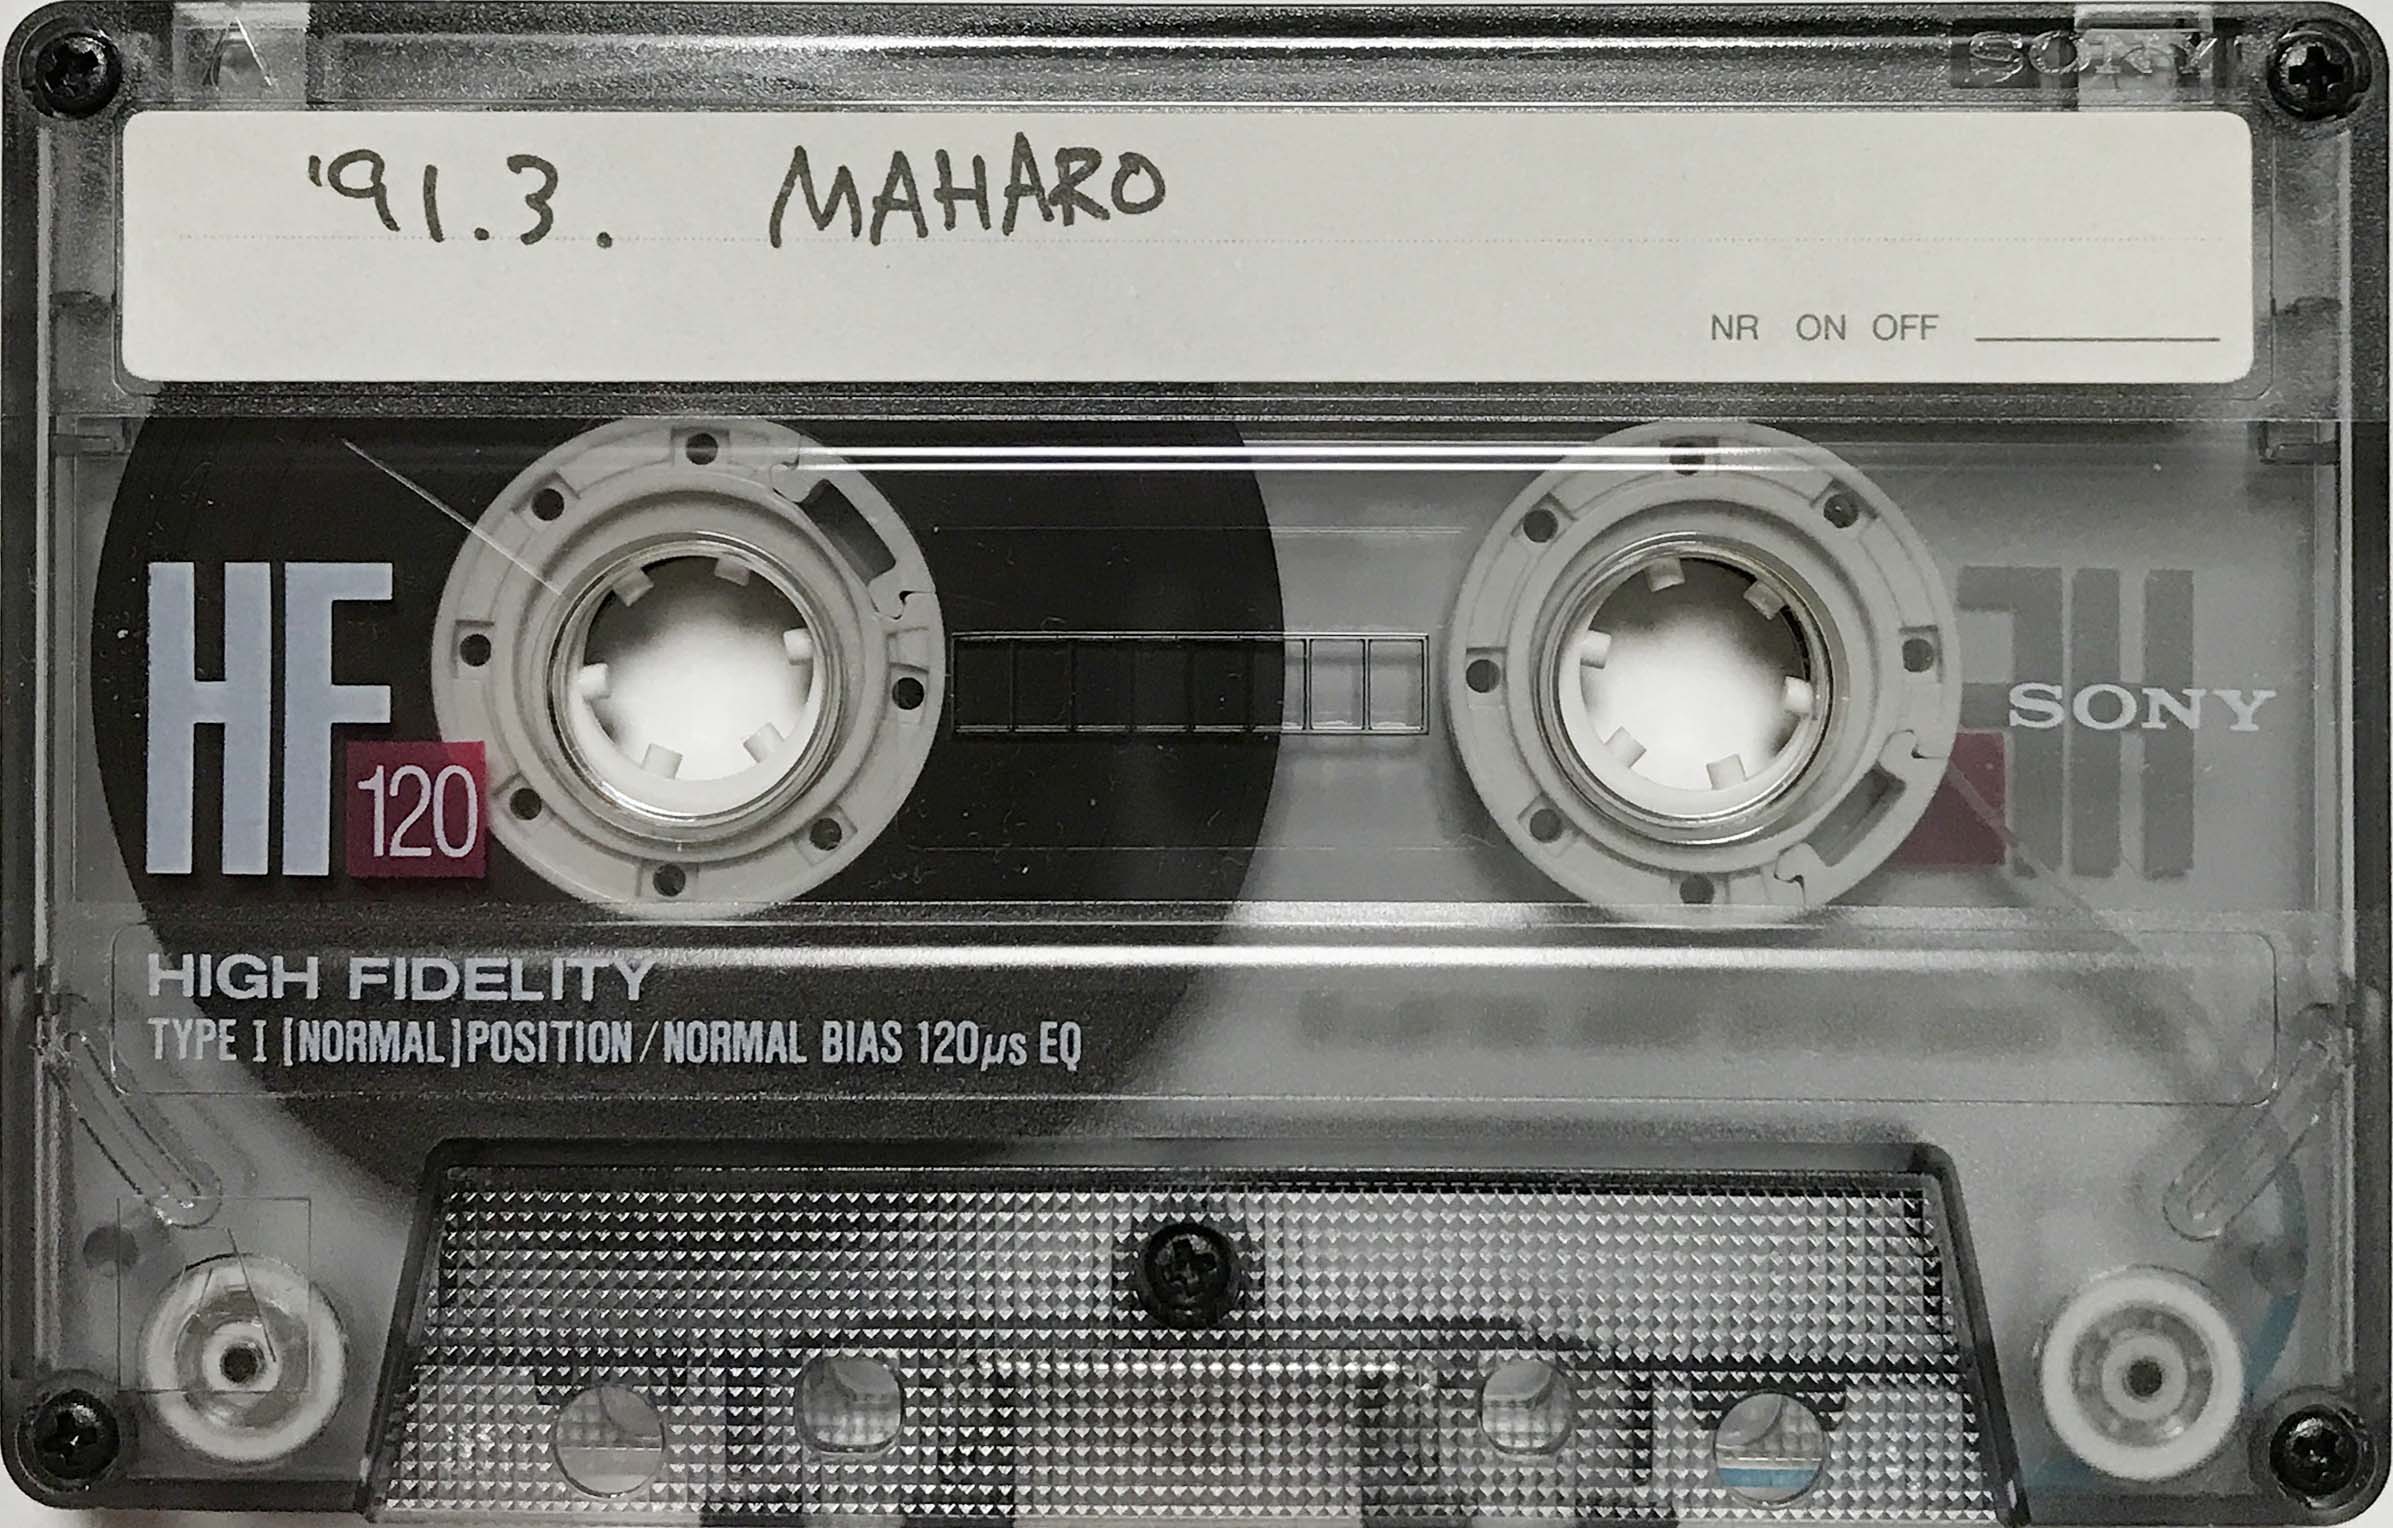 A
SONY
'91.3. MAHARO
NR ON OFF
HF
120
SONY
HIGH FIDELITY
TYPE I [NORMAL]POSITION/NORMAL BIAS 120μs EQ